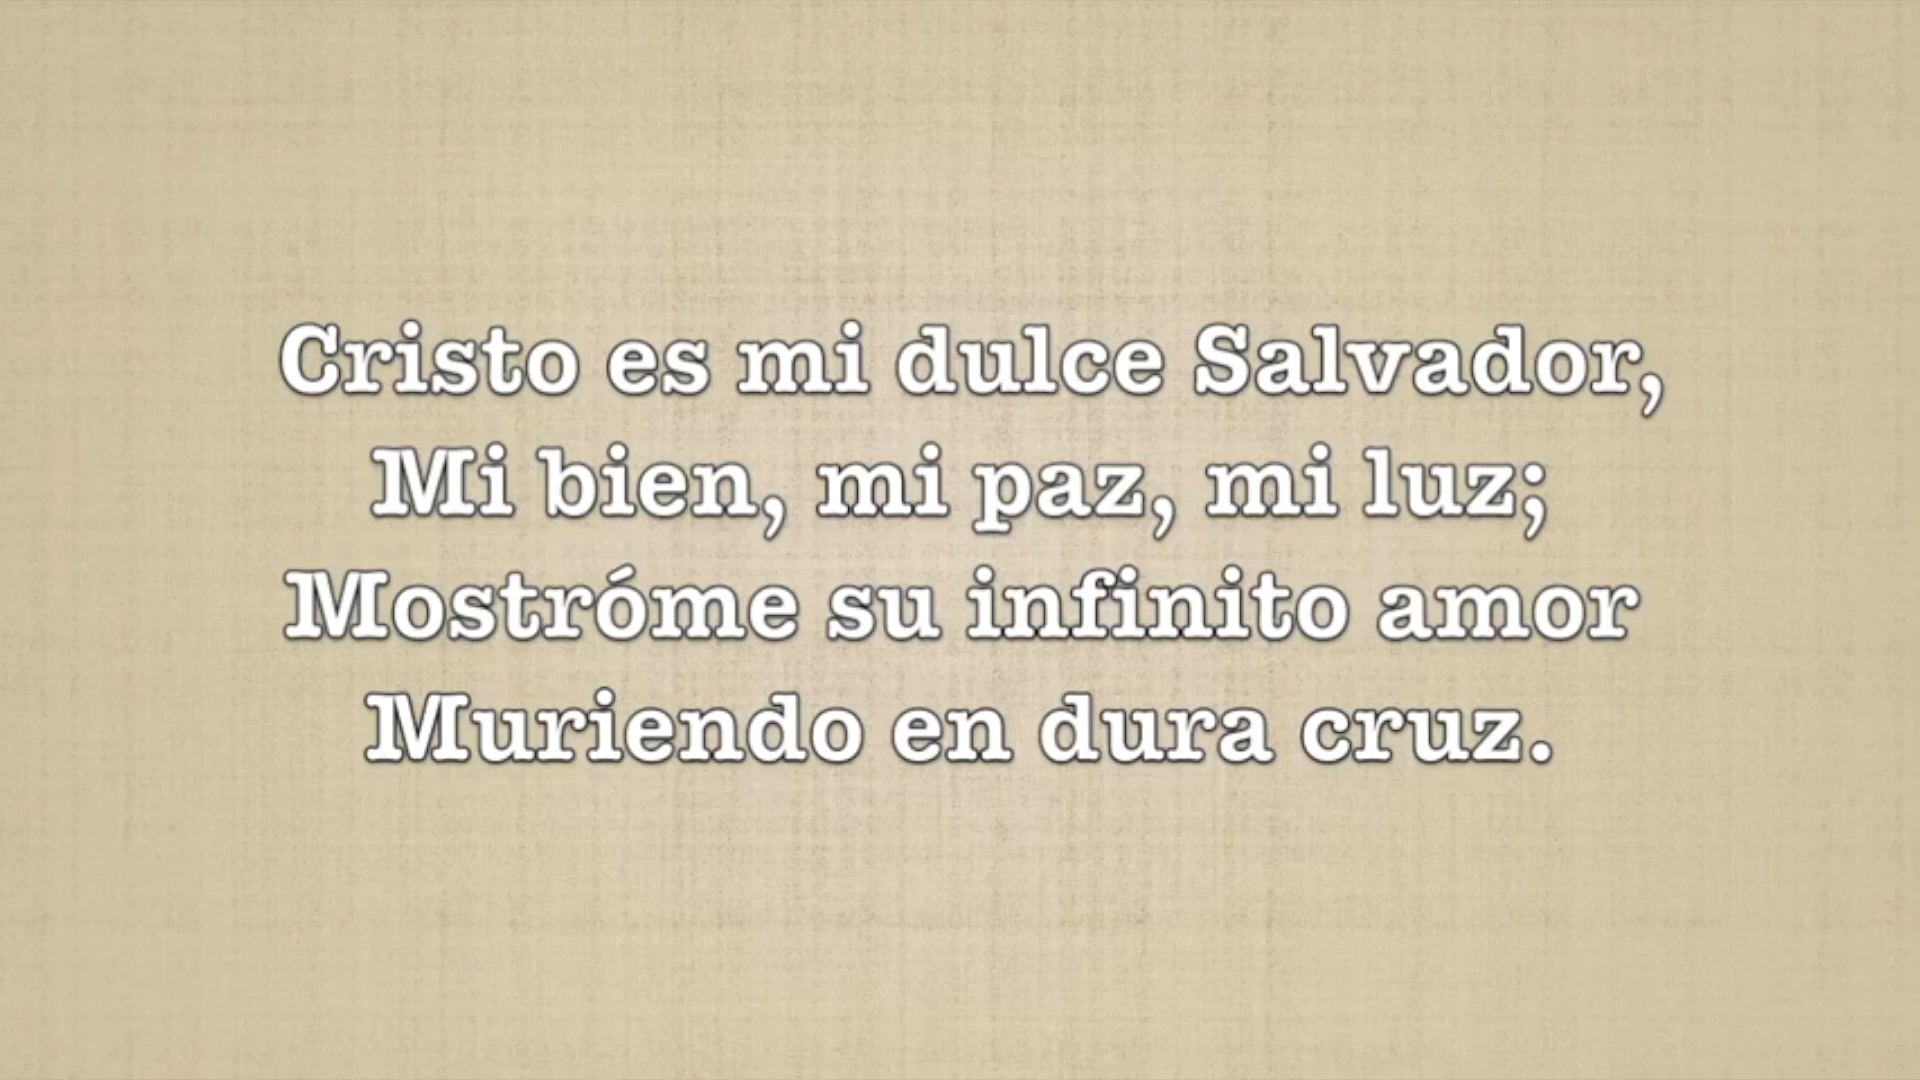 Cristo es mi dulce Salvador,
Mi bien, mi paz, mi luz;
Mostróme su infinito amor
Muriendo en dura cruz.